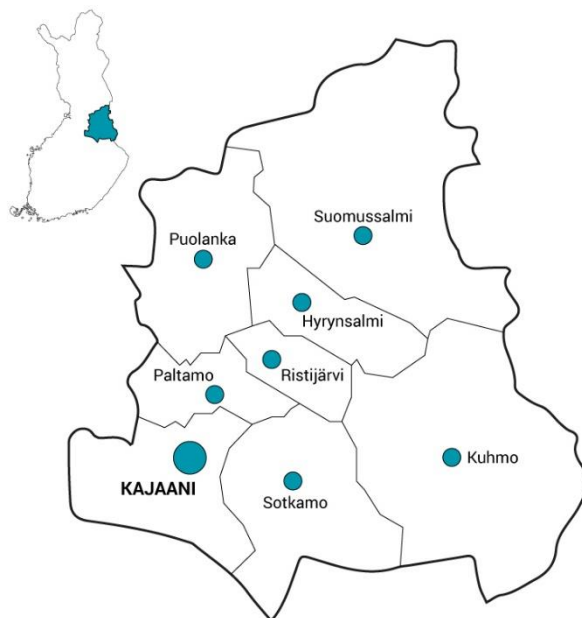 Suomussalmi
Puolanka
Hyrynsalmi
Paltamo
Ristijärvi
Kuhmo
KAJAANI
Sotkamo